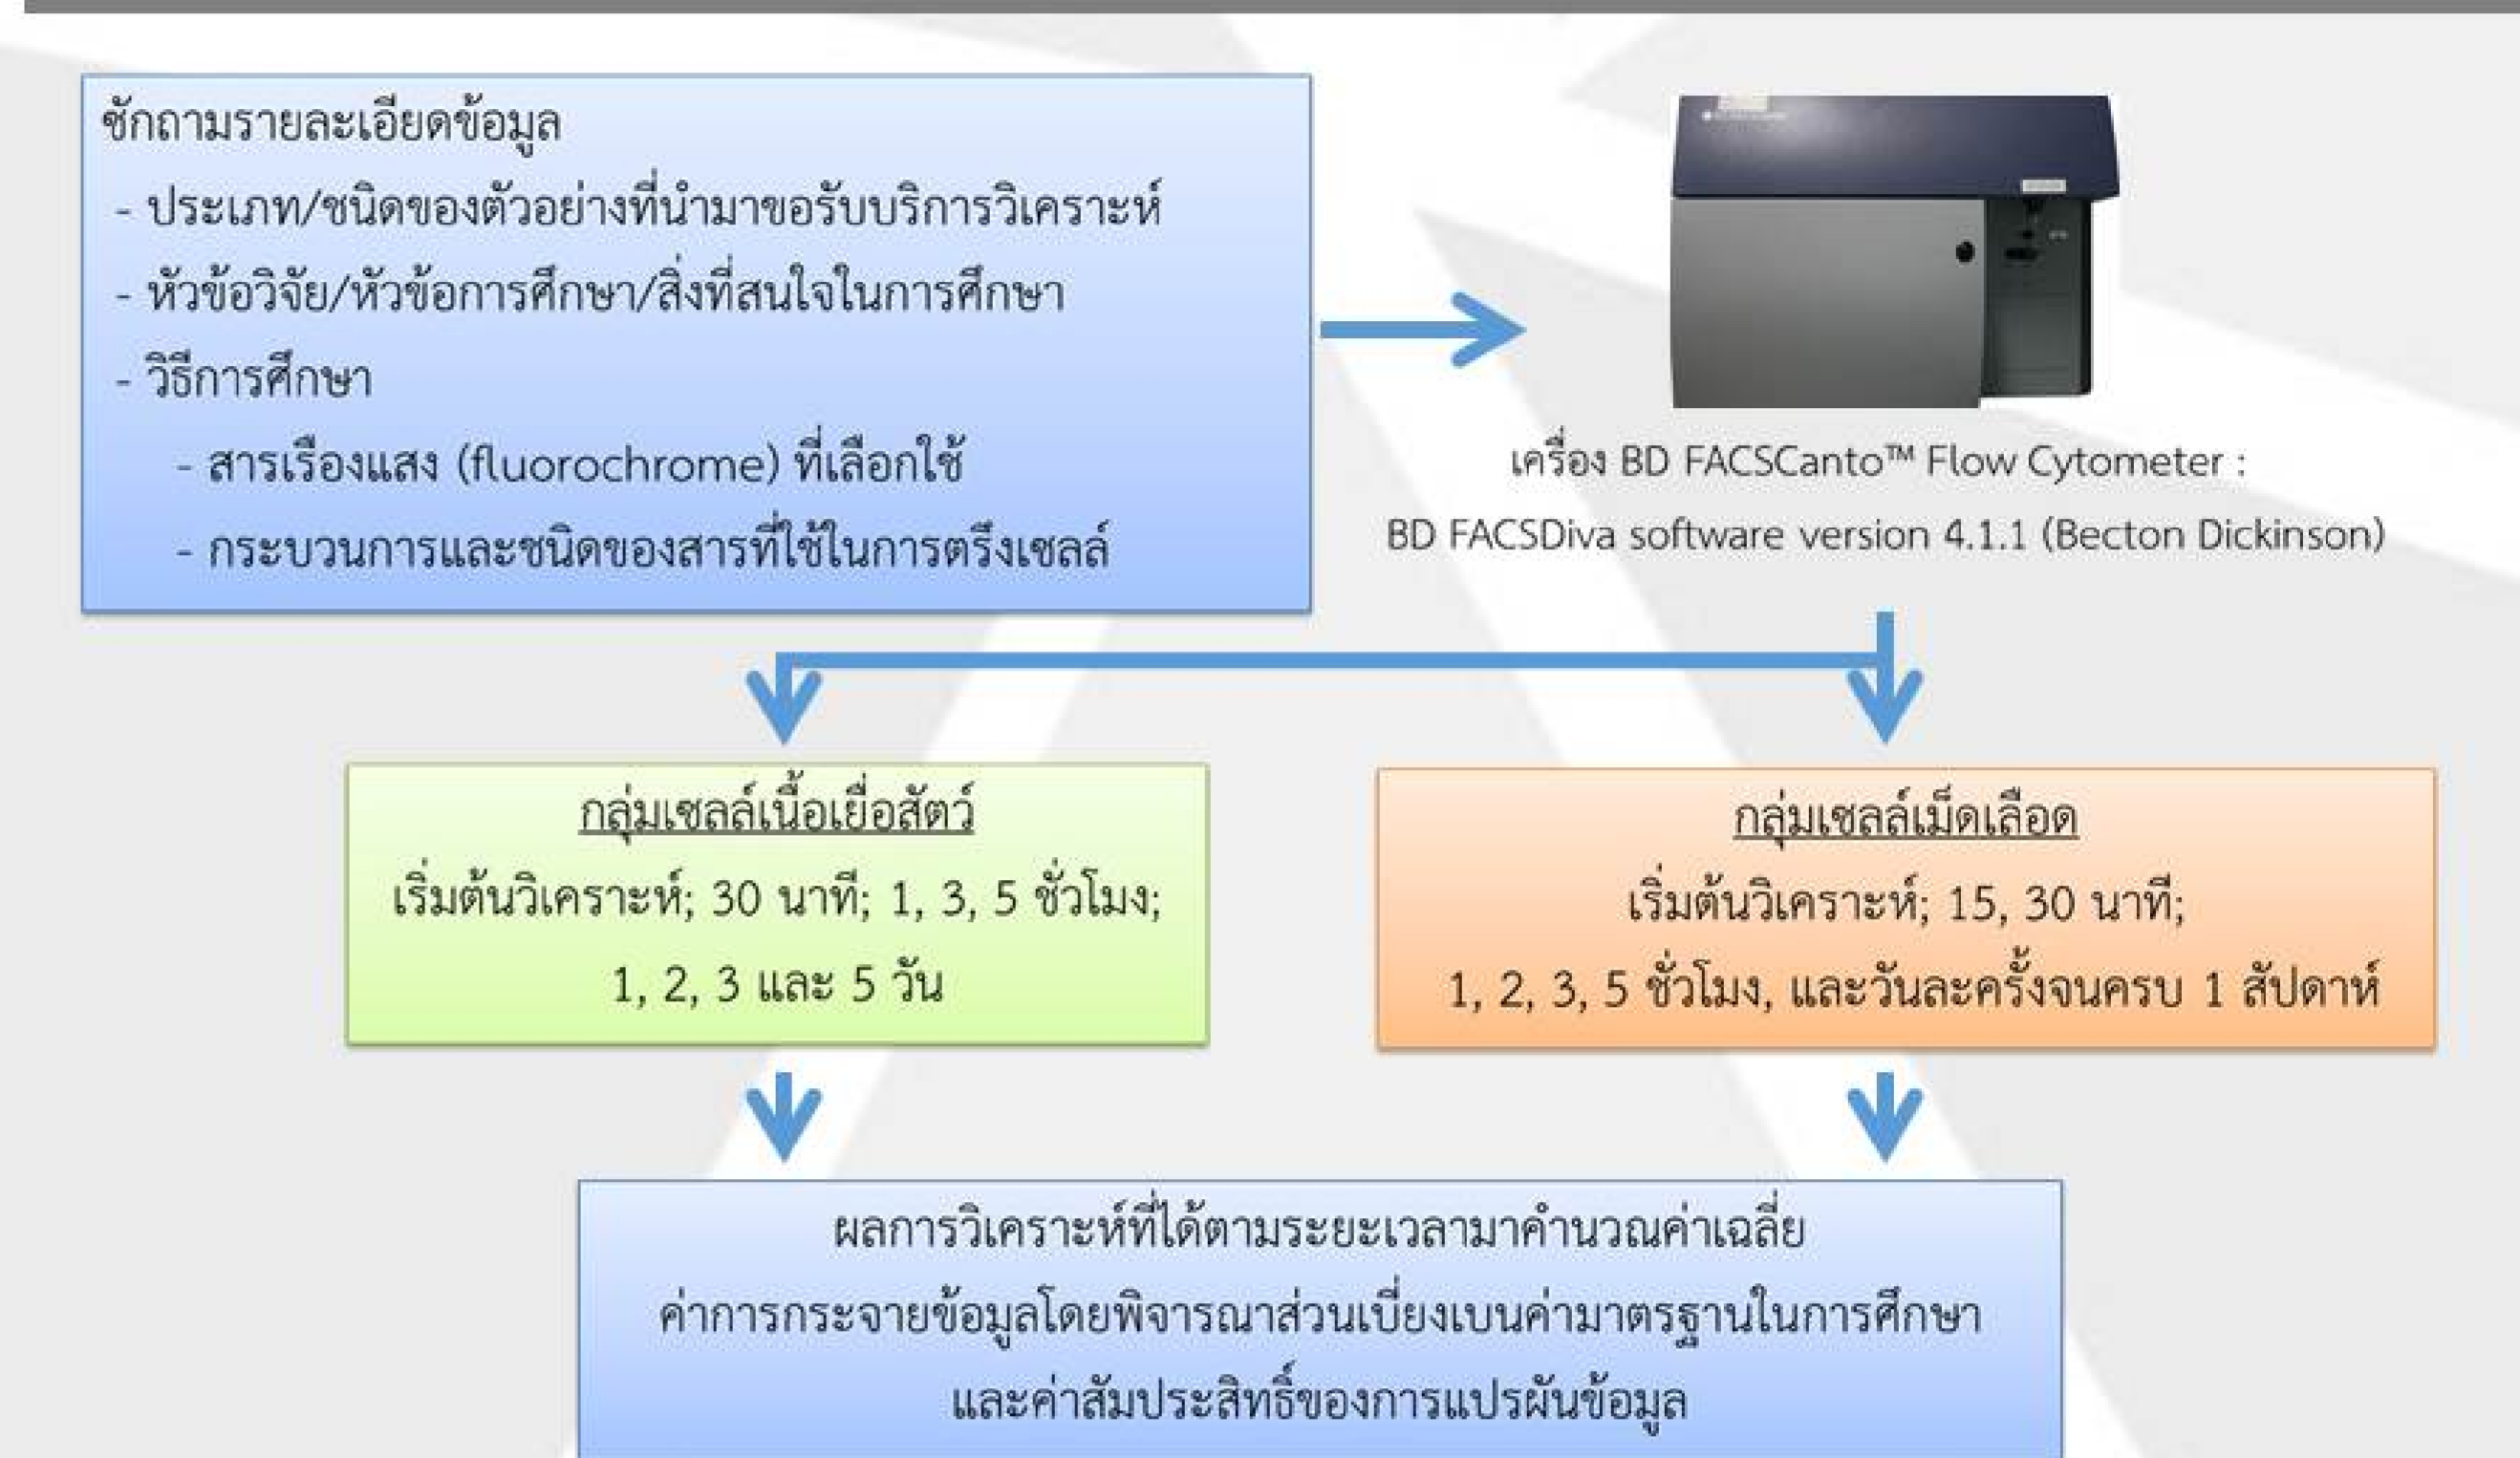 ซักถามรายละเอียดข้อมูล
- ประเภท/ชนิดของตัวอย่างที่นำมาขอรับบริการวิเคราะห์
- หัวข้อวิจัย/หัวข้อการศึกษา/สิ่งที่สนใจในการศึกษา
- วิธีการศึกษา
- สารเรืองแสง (fluorochrome) ที่เลือกใช้
- กระบวนการและชนิดของสารที่ใช้ในการตรึงเซลล์
เครื่อง BD FACSCanto™ Flow Cytometer :
BD FACSDiva software version 4.1.1 (Becton Dickinson)
กลุ่มเซลล์เนื้อเยื่อสัตว์
เริ่มต้นวิเคราะห์; 30 นาที; 1, 3, 5 ชั่วโมง;
1, 2, 3 และ 5 วัน
กลุ่มเซลล์เม็ดเลือด
เริ่มต้นวิเคราะห์; 15, 30 นาที;
1, 2, 3, 5 ชั่วโมง, และวันละครั้งจนครบ 1 สัปดาห์
ผลการวิเคราะห์ที่ได้ตามระยะเวลามาคำนวณค่าเฉลี่ย
ค่าการกระจายข้อมูลโดยพิจารณาส่วนเบี่ยงเบนค่ามาตรฐานในการศึกษา
และค่าสัมประสิทธิ์ของการแปรผันข้อมูล